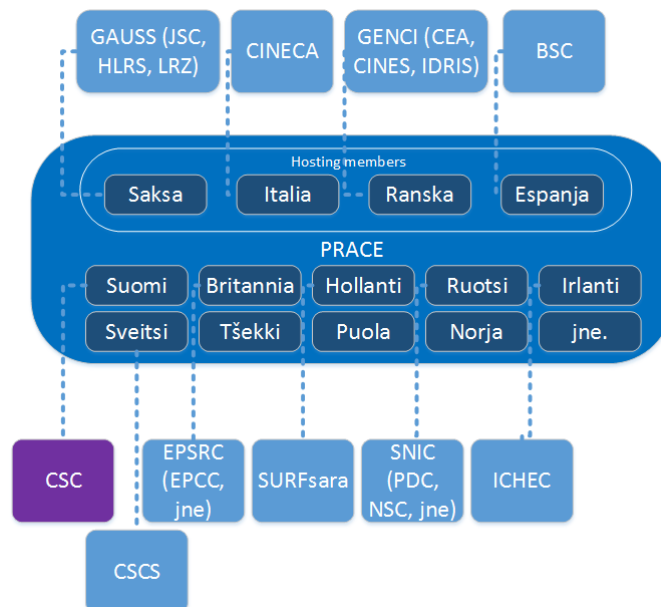 GAUSS (JSC,
HLRS, LRZ)
CINECA
GENCI (CEA,
CINES, IDRIS)
BSC
Hosting members
Saksa
Italia
Ranska
Espanja
PRACE
Suomi
Britannia
Hollanti
Ruotsi
Irlanti
Sveitsi
Tšekki
Puola
Norja
jne.
CSC
EPSRC
(EPCC,
jne)
SURFsara
SNIC
(PDC,
NSC, jne)
ICHEC
CSCS